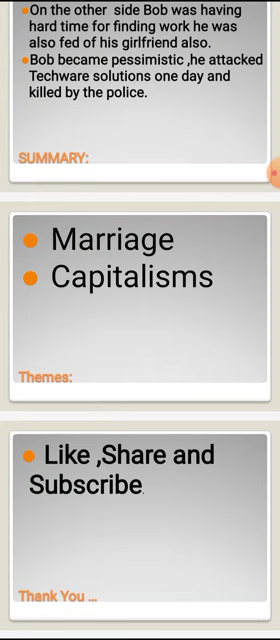 On the other side Bob was having
hard time for finding work he was
also fed of his girlfriend also.
Bob became pessimistic ,he attacked
Techware solutions one day and
killed by the police.
SUMMARY:
Marriage
Capitalisms
Themes:
Like ,Share and
Subscribe.
Thank You ...